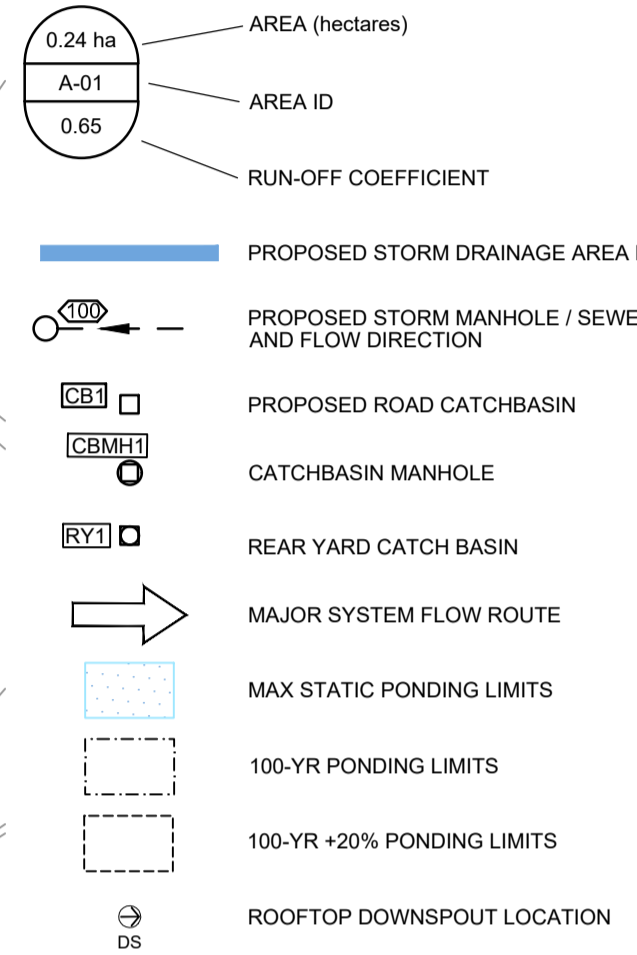 0.24 ha
AREA (hectares)
A-01
AREA ID
0.65
RUN-OFF COEFFICIENT
PROPOSED STORM DRAINAGE AREA
100
PROPOSED STORM MANHOLE / SEWE
AND FLOW DIRECTION
CB1
PROPOSED ROAD CATCHBASIN
CBMH1
CATCHBASIN MANHOLE
RY1
REAR YARD CATCH BASIN
MAJOR SYSTEM FLOW ROUTE
MAX STATIC PONDING LIMITS
100-YR PONDING LIMITS
100-YR +20% PONDING LIMITS
DS
ROOFTOP DOWNSPOUT LOCATION